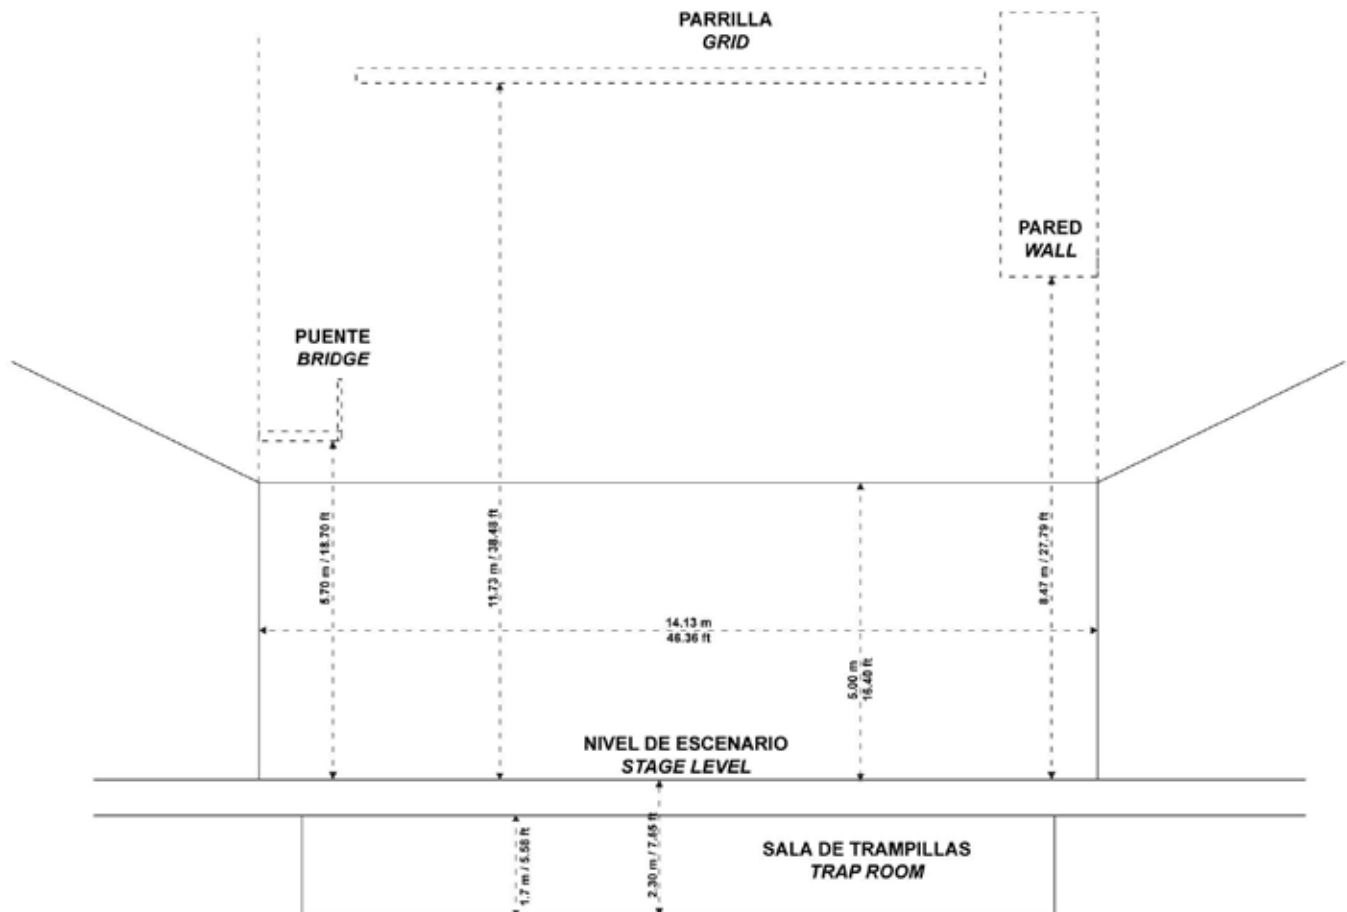 PARRILLA
GRID
PARED
WALL
PUENTE
BRIDGE
5.70 m / 18.70 ft
11.73 m / 38.48 ft
8.47 m / 27.79 ft
14.13 m
46.36 ft
5.00 m
16.40 ft
NIVEL DE ESCENARIO
STAGE LEVEL
1.7 m / 5.58 ft
2.30 m / 7.55 ft
SALA DE TRAMPILLAS
TRAP ROOM